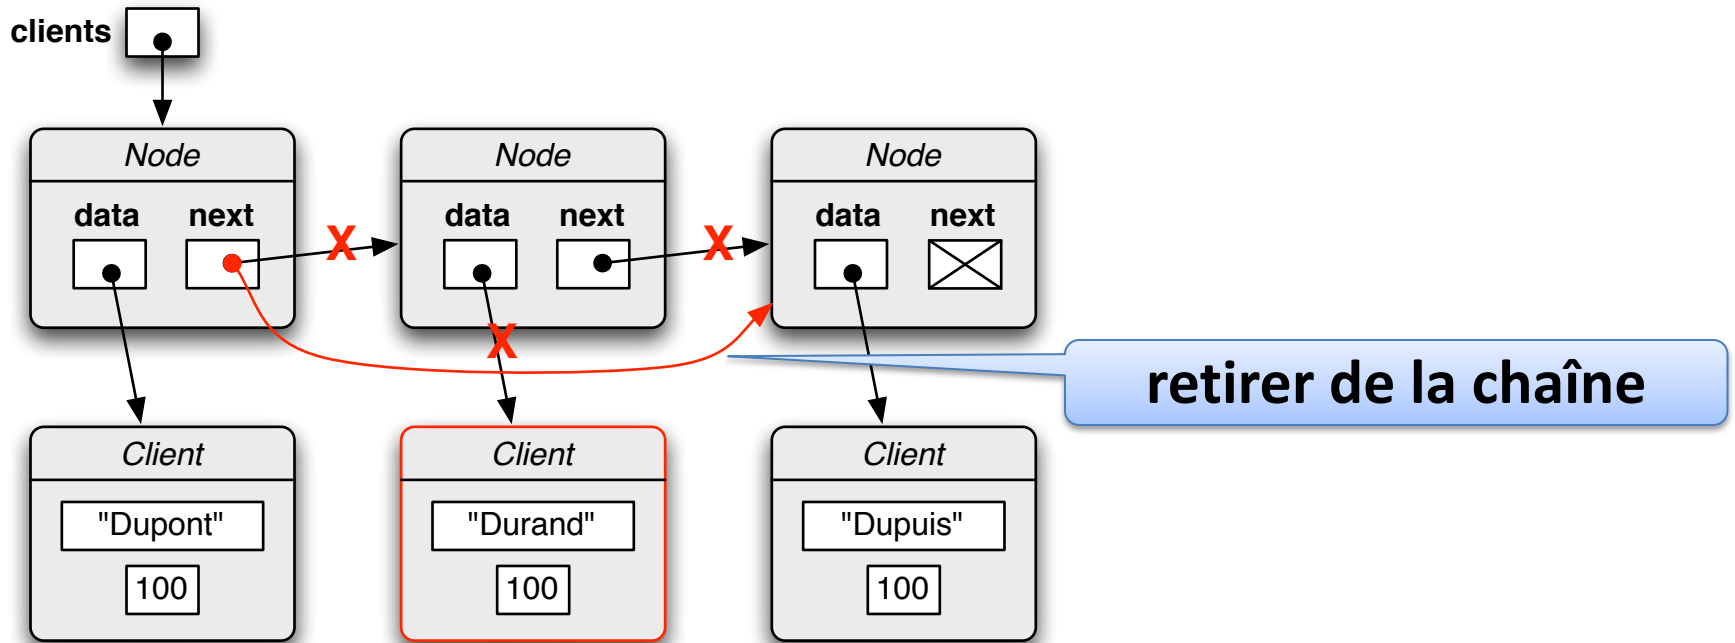 clients
Node
Node
Node
data next
data next
data next
X
X
X
retirer de la chaîne
Client
Client
Client
"Dupont"
"Durand"
"Dupuis"
100
100
100